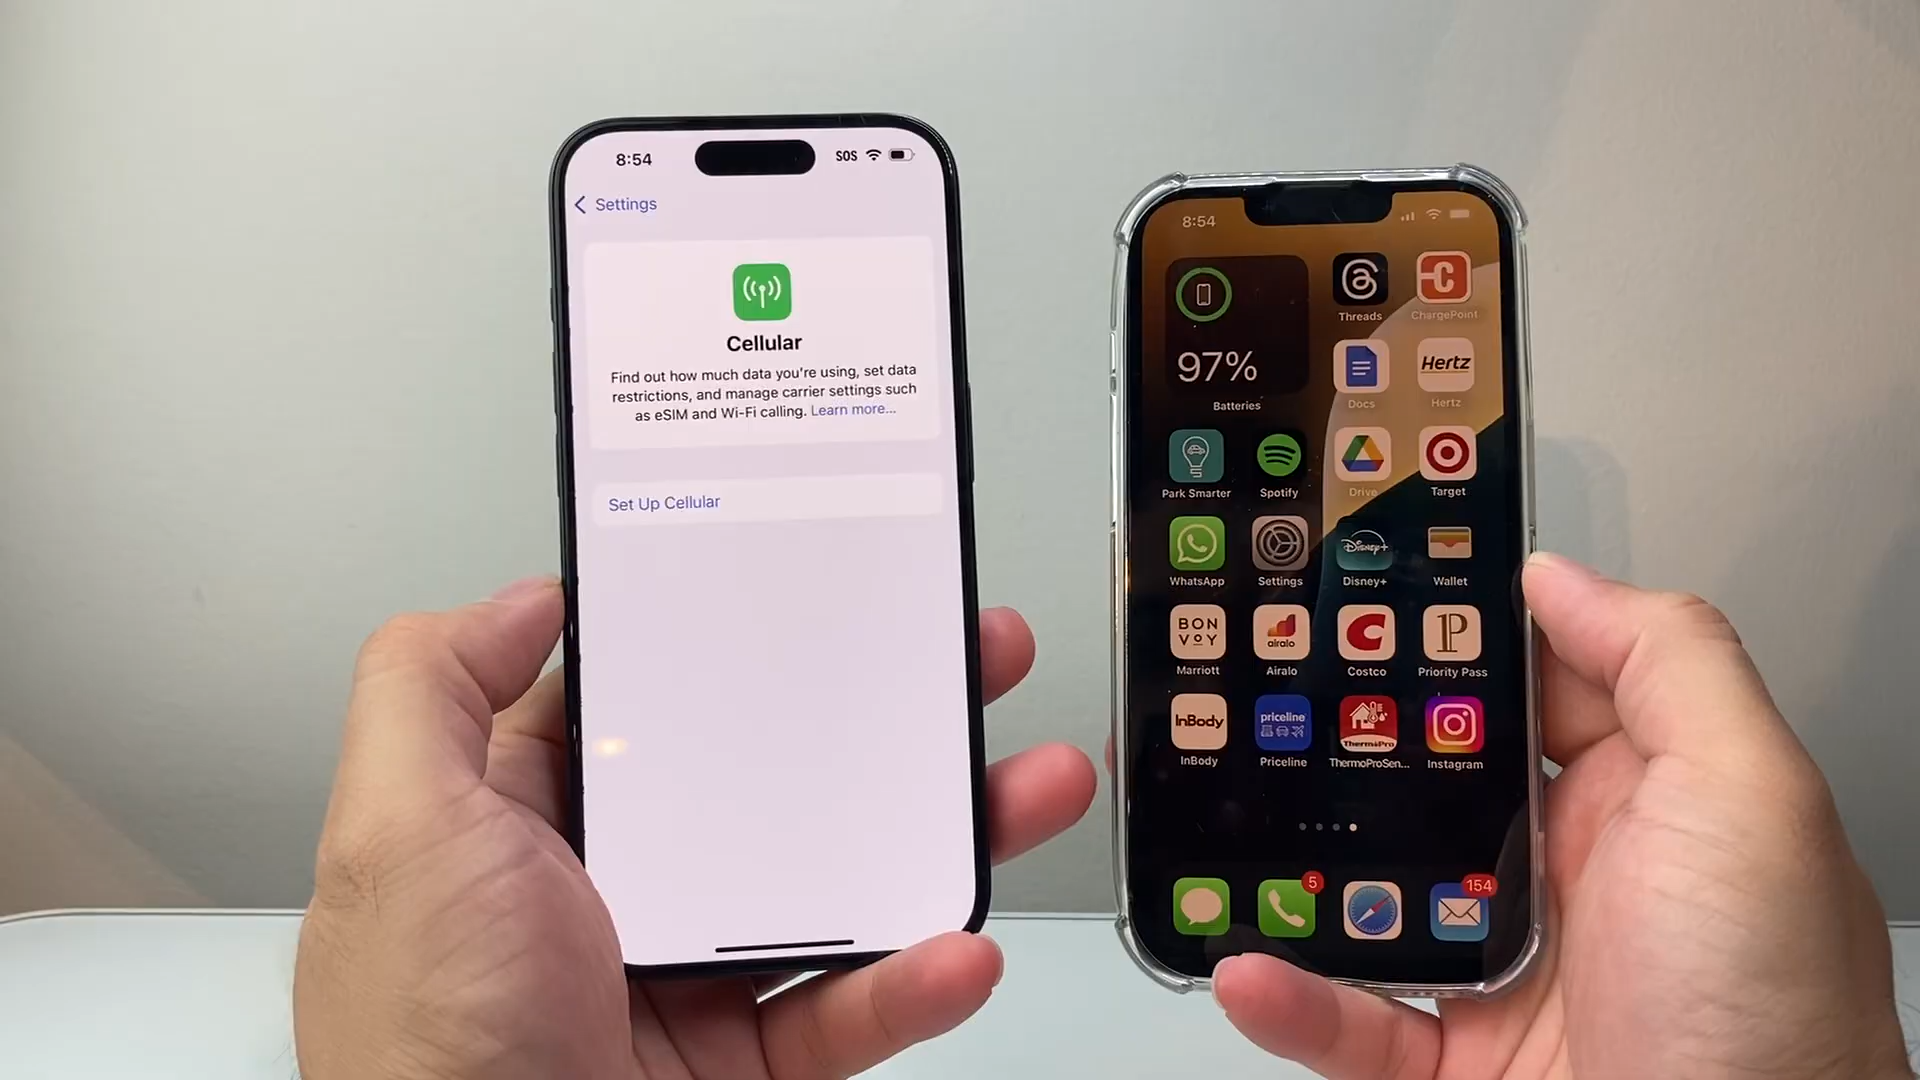 8:54
SOS
Settings
Cellular
Find out how much data you're using, set data
restrictions, and manage carrier settings such
as eSIM and Wi-Fi calling. Learn more...
Set Up Cellular
8:54
97%
Batteries
Threads
C
ChargePoint
Docs
Hertz
Hertz
Park Smarter
Spotify
Drive
Target
WhatsApp
Settings
Disney+
Disney+
Wallet
BON
VOY
Marriott
airalo
Airalo
C
Costco
P
Priority Pass
InBody
InBody
priceline
Priceline
ThermoPro
ThermoProSen...
Instagram
5
154